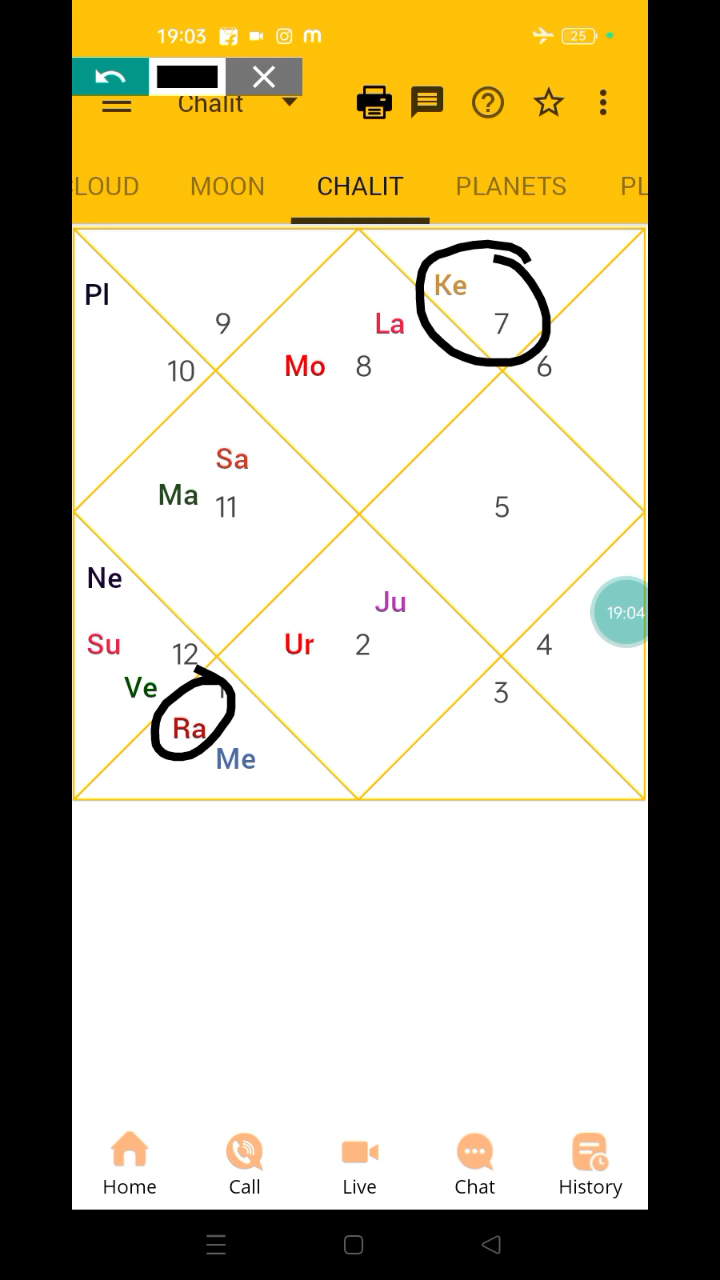 19:03 m 25
Chalit
LOUD MOON CHALIT PLANETS PL
Pl
9
La
Ke
7
10
Mo 8
6
Sa
Ma
11
5
Ne
Ju
Su
12
Ur 2
4
19:04
Ve
3
Ra
Me
Home Call Live Chat History